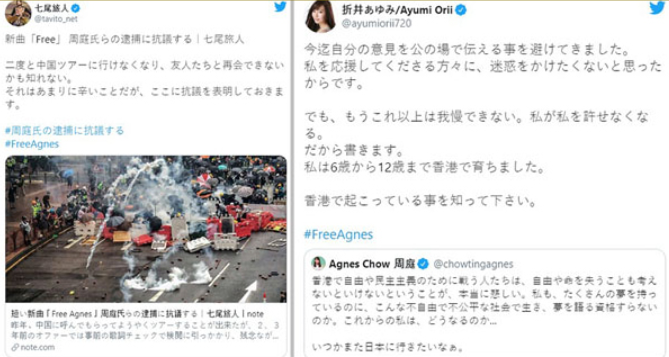 七尾旅人
@tavito_net
新曲「Free」 周庭氏らの逮捕に抗議する｜七尾旅人
二度と中国ツアーに行けなくなり、友人たちと再会できない
かも知れない。
それはあまりに辛いことだが、ここに抗議を表明しておきま
す。
#周庭氏の逮捕に抗議する
#FreeAgnes
短い新曲「Free Agnes」周庭氏らの逮捕に抗議する｜七尾旅人｜note
昨年、中国に呼んでもらってようやくツアーすることが出来たが、２、３
年前のオファーでは事前の歌詞チェックで検閲に引っかかり、残念なが...
note.com
折井あゆみ/Ayumi Orii
@ayumiorii720
今迄自分の意見を公の場で伝える事を避けてきました。
私を応援してくださる方々に、迷惑をかけたくないと思った
からです。
でも、もうこれ以上は我慢できない。私が私を許せなくな
る。
だから書きます。
私は6歳から12歳まで香港で育ちました。
香港で起こっている事を知って下さい。
#FreeAgnes
Agnes Chow 周庭 @chowtingagnes
香港で自由や民主主義のために戦う人たちは、自由や命を失うことも考え
ないといけないということが、本当に悲しい。私も、たくさんの夢を持っ
ているのに、こんな不自由で不公平な社会で生き、夢を語る資格すらない
のか。これからの私は、どうなるのか...
いつかまた日本に行きたいなぁ。